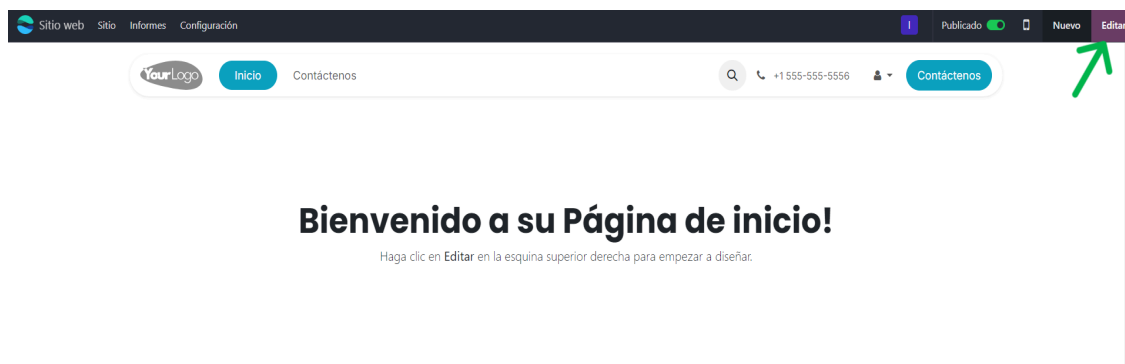 Sitio web Sitio Informes Configuración I Publicado Nuevo Editar
YourLogo Inicio Contáctenos +1 555-555-5556 Contáctenos
Bienvenido a su Página de inicio!
Haga clic en Editar en la esquina superior derecha para empezar a diseñar.